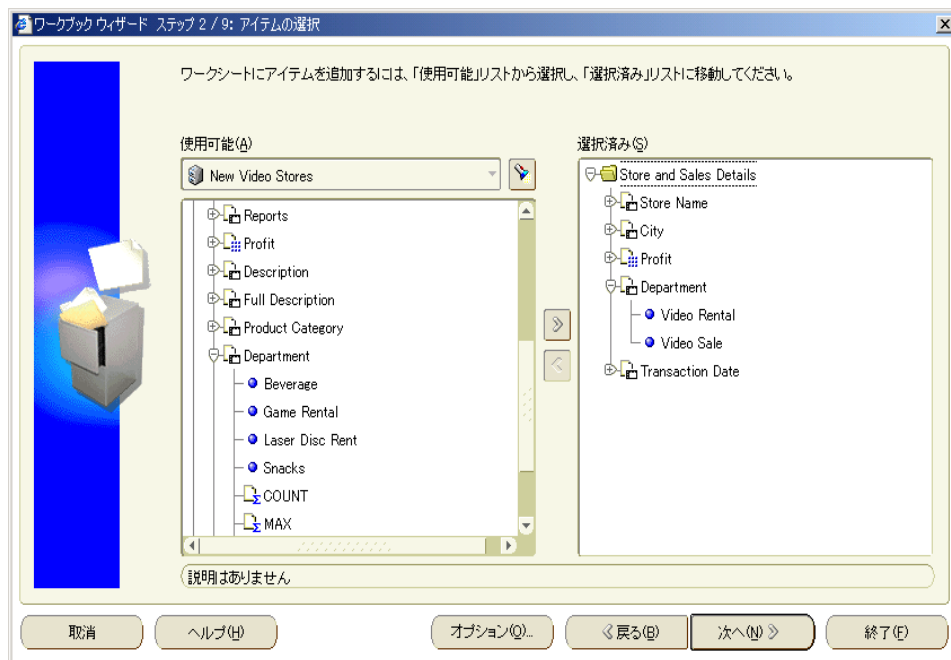 ワークブック ウィザード ステップ 2 / 9: アイテムの選択
ワークシートにアイテムを追加するには、「使用可能」リストから選択し、「選択済み」リストに移動してください。
使用可能(A)
New Video Stores
Reports
Profit
Description
Full Description
Product Category
Department
Beverage
Game Rental
Laser Disc Rent
Snacks
COUNT
MAX
選択済み(S)
Store and Sales Details
Store Name
City
Profit
Department
Video Rental
Video Sale
Transaction Date
説明はありません
取消
ヘルプ(H)
オプション(O)...
戻る(B)
次へ(N)
終了(F)